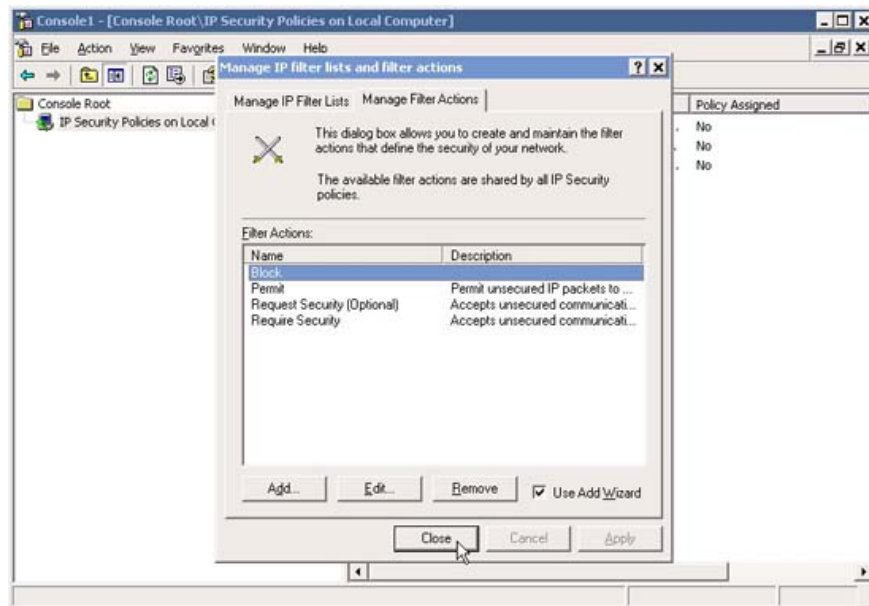 Console1 - [Console Root\IP Security Policies on Local Computer]
File Action View Favorites Window Help
Manage IP filter lists and filter actions
Console Root
IP Security Policies on Local
Policy Assigned
No
No
No
Manage IP Filter Lists
Manage Filter Actions
This dialog box allows you to create and maintain the filter
actions that define the security of your network.
The available filter actions are shared by all IP Security
policies.
Filter Actions:
Name Description
Block
Permit Permit unsecured IP packets to ...
Request Security (Optional) Accepts unsecured communicati...
Require Security Accepts unsecured communicati...
Add... Edit... Remove Use Add Wizard
Close Cancel Apply